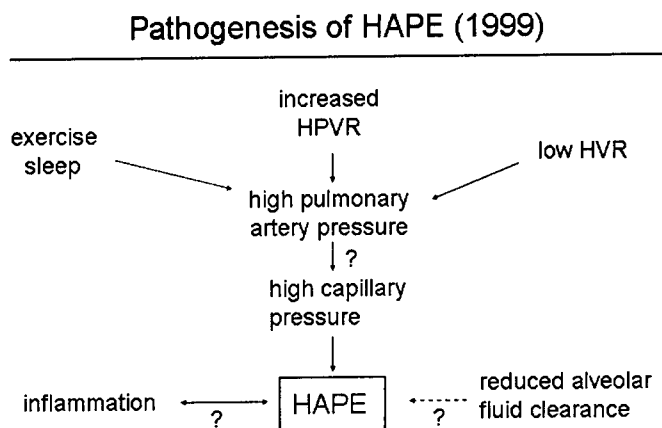 Pathogenesis of HAPE (1999)
increased
HPVR
exercise
sleep
low HVR
high pulmonary
artery pressure
?
high capillary
pressure
inflammation
?
HAPE
?
reduced alveolar
fluid clearance